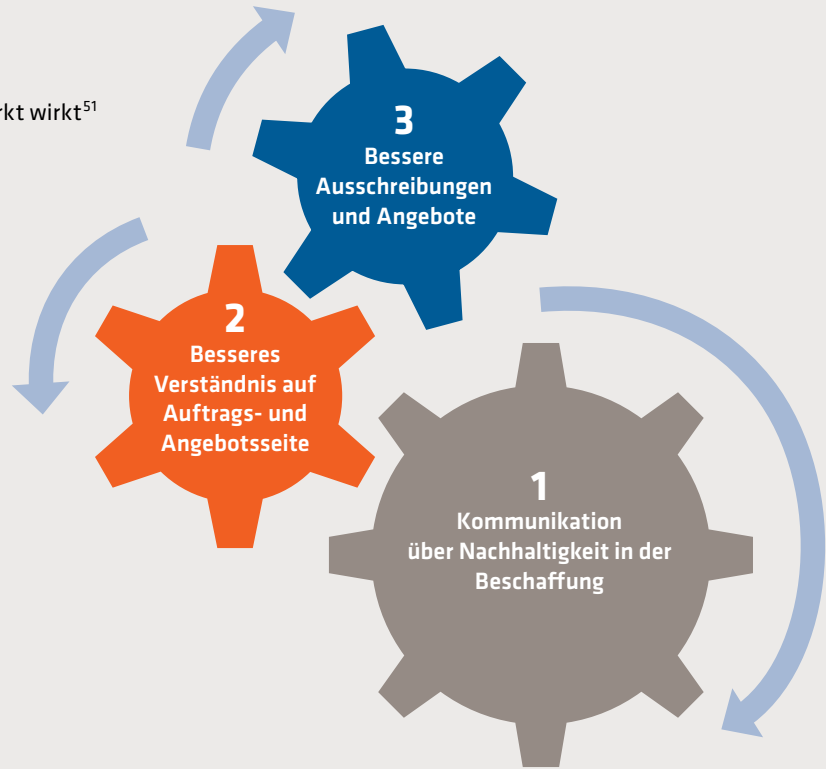 wirkt⁵¹
3
Bessere
Ausschreibungen
und Angebote
2
Besseres
Verständnis auf
Auftrags- und
Angebotsseite
1
Kommunikation
über Nachhaltigkeit in der
Beschaffung